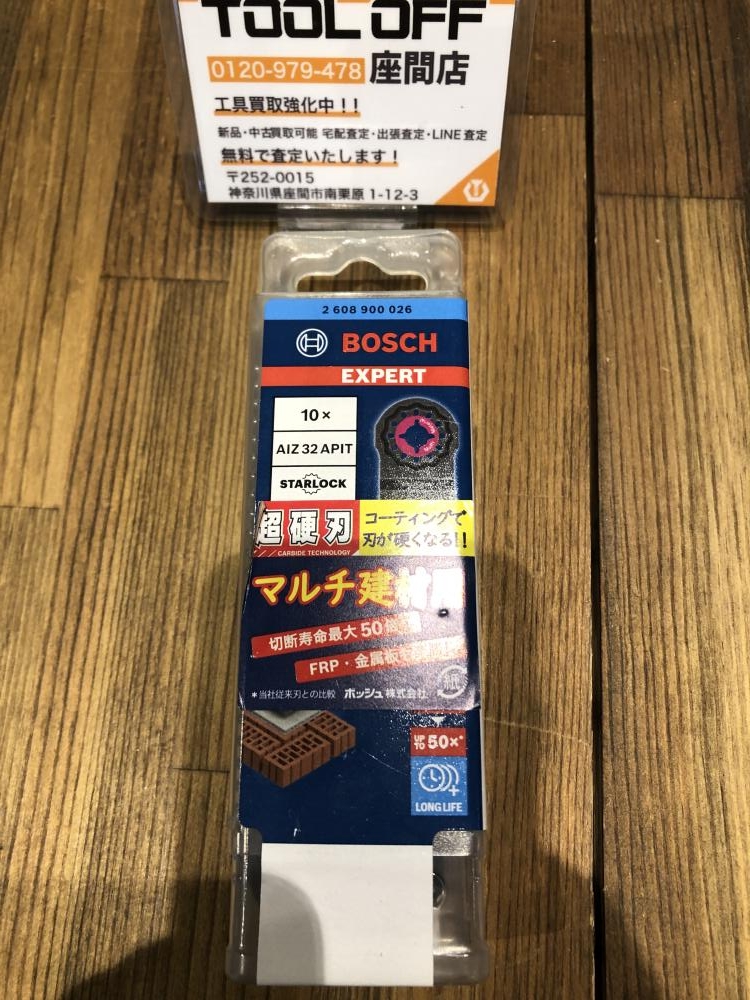 TOOL OFF
0120-979-478 座間店
工具買取強化中!!
新品・中古買取可能 宅配査定・出張査定・LINE査定
無料で査定いたします!
〒252-0015
神奈川県座間市南栗原 1-12-3
2 608 900 026
BOSCH
EXPERT
10×
AIZ 32 APIT
STARLOCK
超硬刃
CARBIDE TECHNOLOGY
コーティングで
刃が硬くなる!!
マルチ建材用
切断寿命最大50倍
FRP・金属板
*当社従来刃との比較 ボッシュ株式会社
紙
UP TO 50×*
LONG LIFE